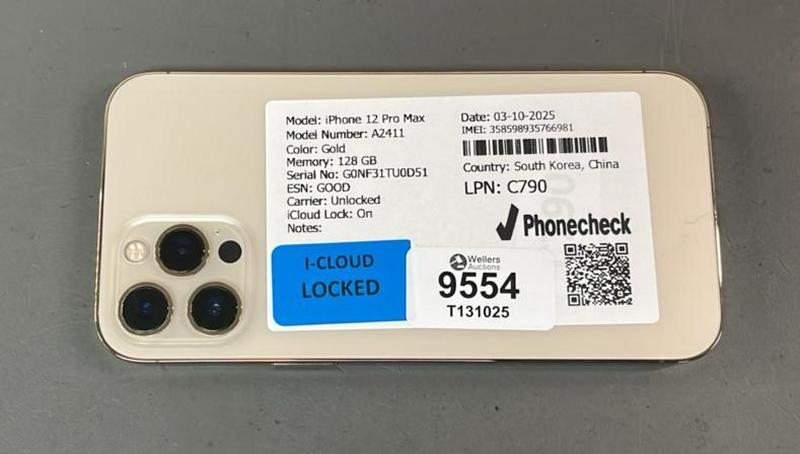 Model: iPhone 12 Pro Max
Model Number: A2411
Color: Gold
Memory: 128 GB
Serial No: G0NF31TU0D51
ESN: GOOD
Carrier: Unlocked
iCloud Lock: On
Notes:
Date: 03-10-2025
IMEI: 358598935766981
Country: South Korea, China
LPN: C790
Phonecheck
I-CLOUD
LOCKED
Wellers
Auctions
9554
T131025